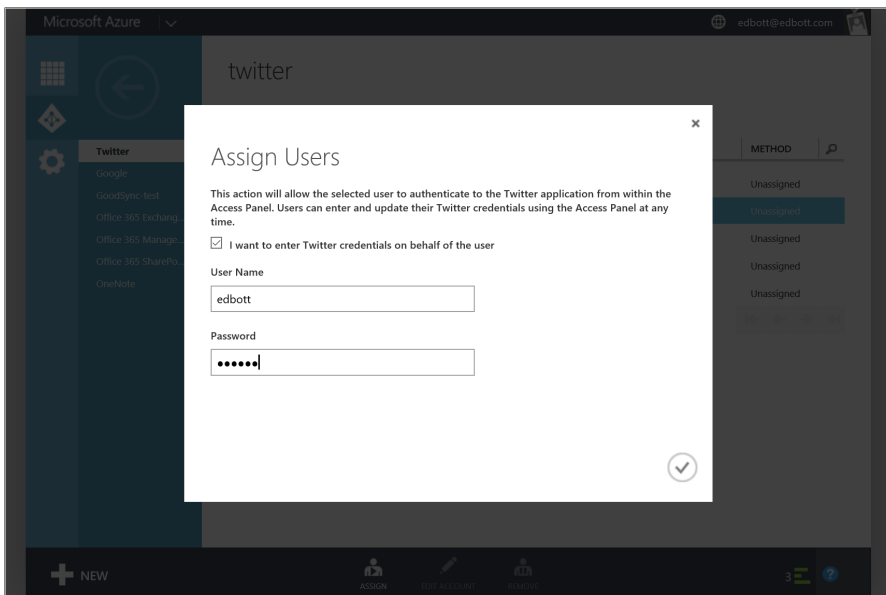 Microsoft Azure
edbott@edbott.com
twitter
Twitter
Google
GoodSync-test
Office 365 Exchang...
Office 365 Manage...
Office 365 SharePo...
OneNote
Assign Users
This action will allow the selected user to authenticate to the Twitter application from within the
Access Panel. Users can enter and update their Twitter credentials using the Access Panel at any
time.
I want to enter Twitter credentials on behalf of the user
User Name
edbott
Password
••••••
METHOD
Unassigned
Unassigned
Unassigned
Unassigned
Unassigned
NEW
ASSIGN
EDIT ACCOUNT
REMOVE
3
?